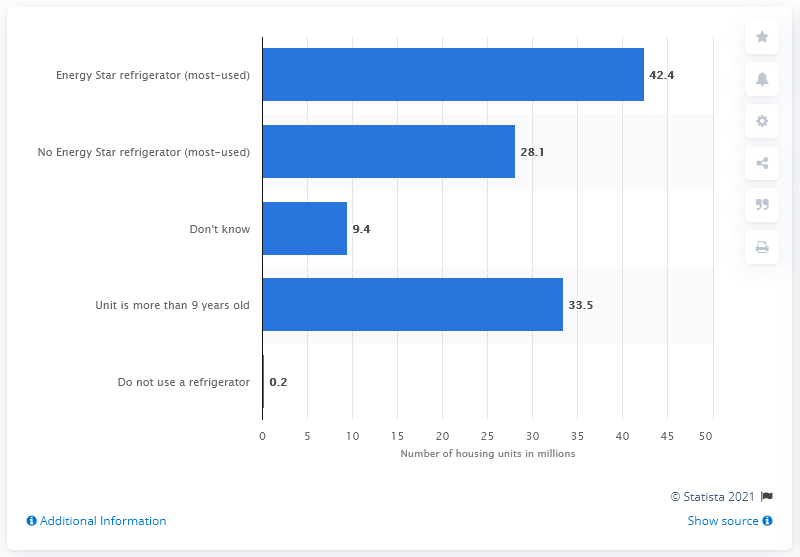 Energy Star refrigerator (most-used)
42.4
No Energy Star refrigerator (most-used)
28.1
Don't know
9.4
Unit is more than 9 years old
33.5
Do not use a refrigerator
0.2
0 5 10 15 20 25 30 35 40 45 50
Number of housing units in millions
© Statista 2021
Additional Information
Show source